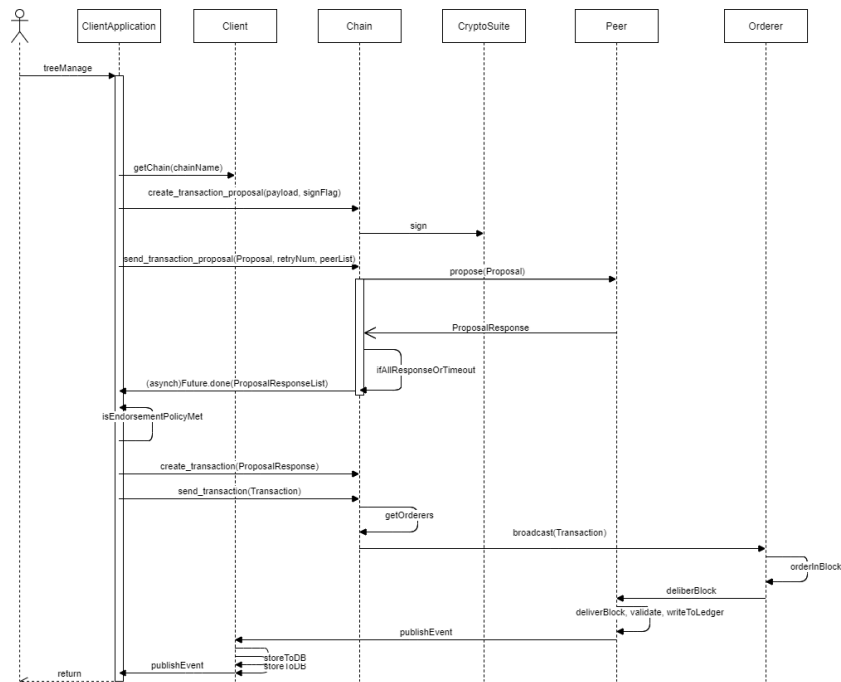 ClientApplication
Client
Chain
CryptoSuite
Peer
Orderer
treeManage
getChain(chainName)
create_transaction_proposal(payload, signFlag)
sign
send_transaction_proposal(Proposal, retryNum, peerList)
propose(Proposal)
ProposalResponse
ifAllResponseOrTimeout
(asynch)Future.done(ProposalResponseList)
isEndorsementPolicyMet
create_transaction(ProposalResponse)
send_transaction(Transaction)
getOrderers
broadcast(Transaction)
orderInBlock
deliberBlock
deliverBlock, validate, writeToLedger
publishEvent
storeToDB
publishEvent
storeToDB
return